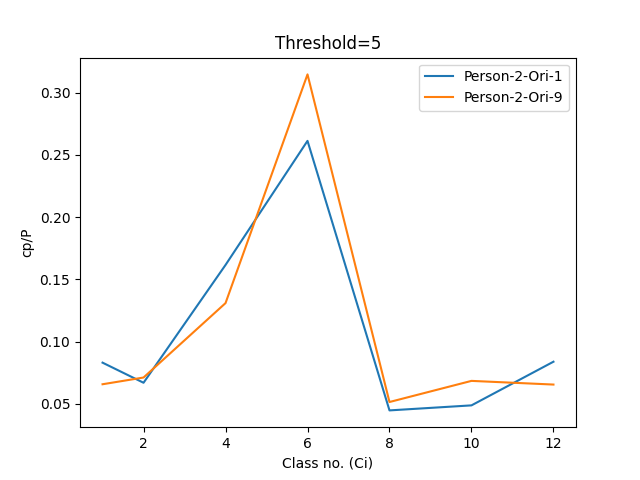 Threshold=5
Person-2-Ori-1
Person-2-Ori-9
cp/P
0.30
0.25
0.20
0.15
0.10
0.05
2 4 6 8 10 12
Class no. (Ci)